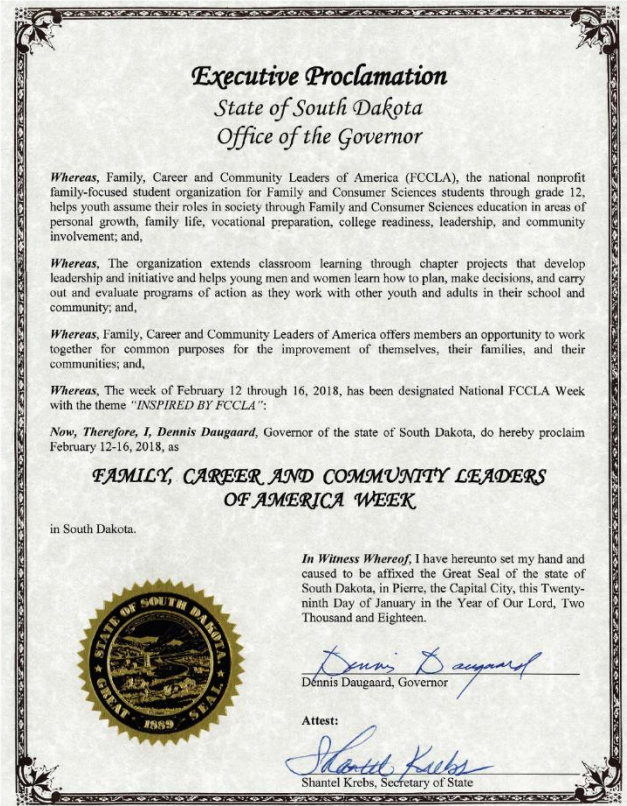 Executive Proclamation
State of South Dakota
Office of the Governor
Whereas, Family, Career and Community Leaders of America (FCCLA), the national nonprofit
family-focused student organization for Family and Consumer Sciences students through grade 12,
helps youth assume their roles in society through Family and Consumer Sciences education in areas of
personal growth, family life, vocational preparation, college readiness, leadership, and community
involvement; and,
Whereas, The organization extends classroom learning through chapter projects that develop
leadership and initiative and helps young men and women learn how to plan, make decisions, and carry
out and evaluate programs of action as they work with other youth and adults in their school and
community; and,
Whereas, Family, Career and Community Leaders of America offers members an opportunity to work
together for common purposes for the improvement of themselves, their families, and their
communities; and,
Whereas, The week of February 12 through 16, 2018, has been designated National FCCLA Week
with the theme "INSPIRED BY FCCLA":
Now, Therefore, I, Dennis Daugaard, Governor of the state of South Dakota, do hereby proclaim
February 12-16, 2018, as
FAMILY, CAREER AND COMMUNITY LEADERS
OF AMERICA WEEK
in South Dakota.
In Witness Whereof, I have hereunto set my hand and
caused to be affixed the Great Seal of the state of
South Dakota, in Pierre, the Capital City, this Twenty-
ninth Day of January in the Year of Our Lord, Two
Thousand and Eighteen.
Dennis Daugaard
Dennis Daugaard, Governor
Attest:
Shantel Krebs
Shantel Krebs, Secretary of State
STATE OF SOUTH DAKOTA
GREAT SEAL
1889